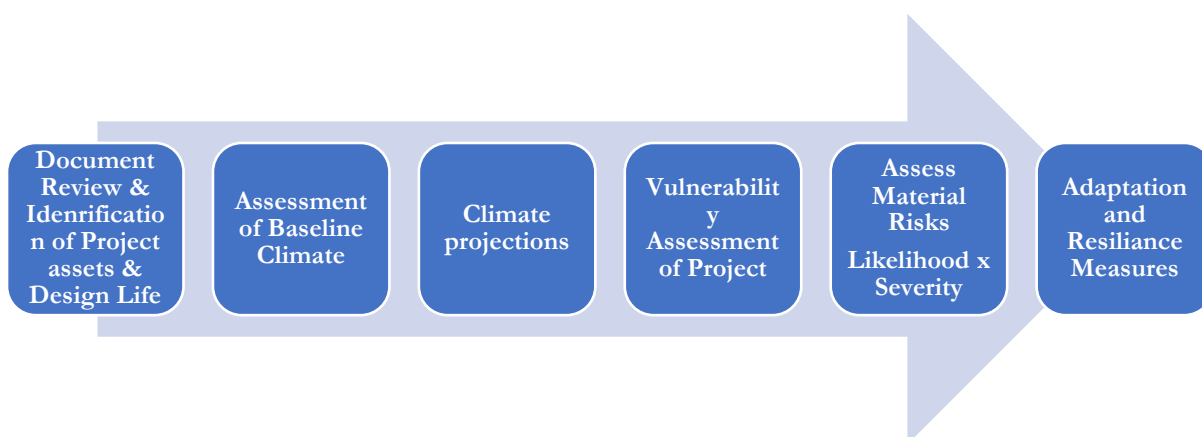 Document
Review &
Idenrificatio
n of Project
assets &
Design Life
Assessment
of Baseline
Climate
Climate
projections
Vulnerabilit
y
Assessment
of Project
Assess
Material
Risks
Likelihood x
Severity
Adaptation
and
Resiliance
Measures